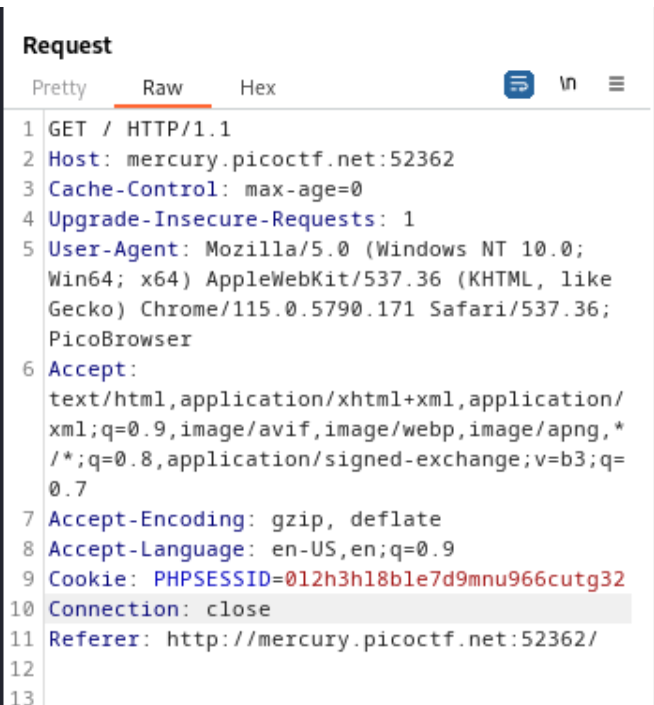 Request
Pretty Raw Hex \n
1 GET / HTTP/1.1
2 Host: mercury.picoctf.net:52362
3 Cache-Control: max-age=0
4 Upgrade-Insecure-Requests: 1
5 User-Agent: Mozilla/5.0 (Windows NT 10.0;
Win64; x64) AppleWebKit/537.36 (KHTML, like
Gecko) Chrome/115.0.5790.171 Safari/537.36;
PicoBrowser
6 Accept:
text/html,application/xhtml+xml,application/
xml;q=0.9,image/avif,image/webp,image/apng,*
/*;q=0.8,application/signed-exchange;v=b3;q=
0.7
7 Accept-Encoding: gzip, deflate
8 Accept-Language: en-US,en;q=0.9
9 Cookie: PHPSESSID=0l2h3hl8ble7d9mnu966cutg32
10 Connection: close
11 Referer: http://mercury.picoctf.net:52362/
12
13